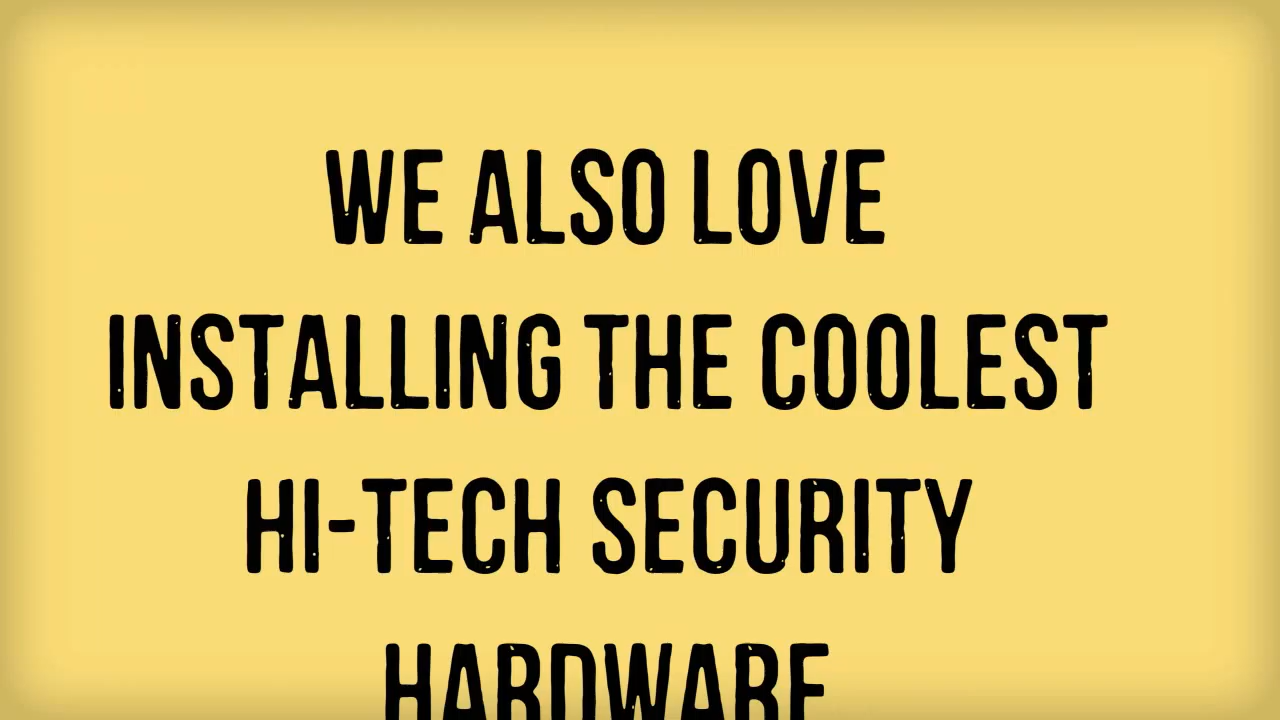 WE ALSO LOVE
INSTALLING THE COOLEST
HI-TECH SECURITY
HARDWARE